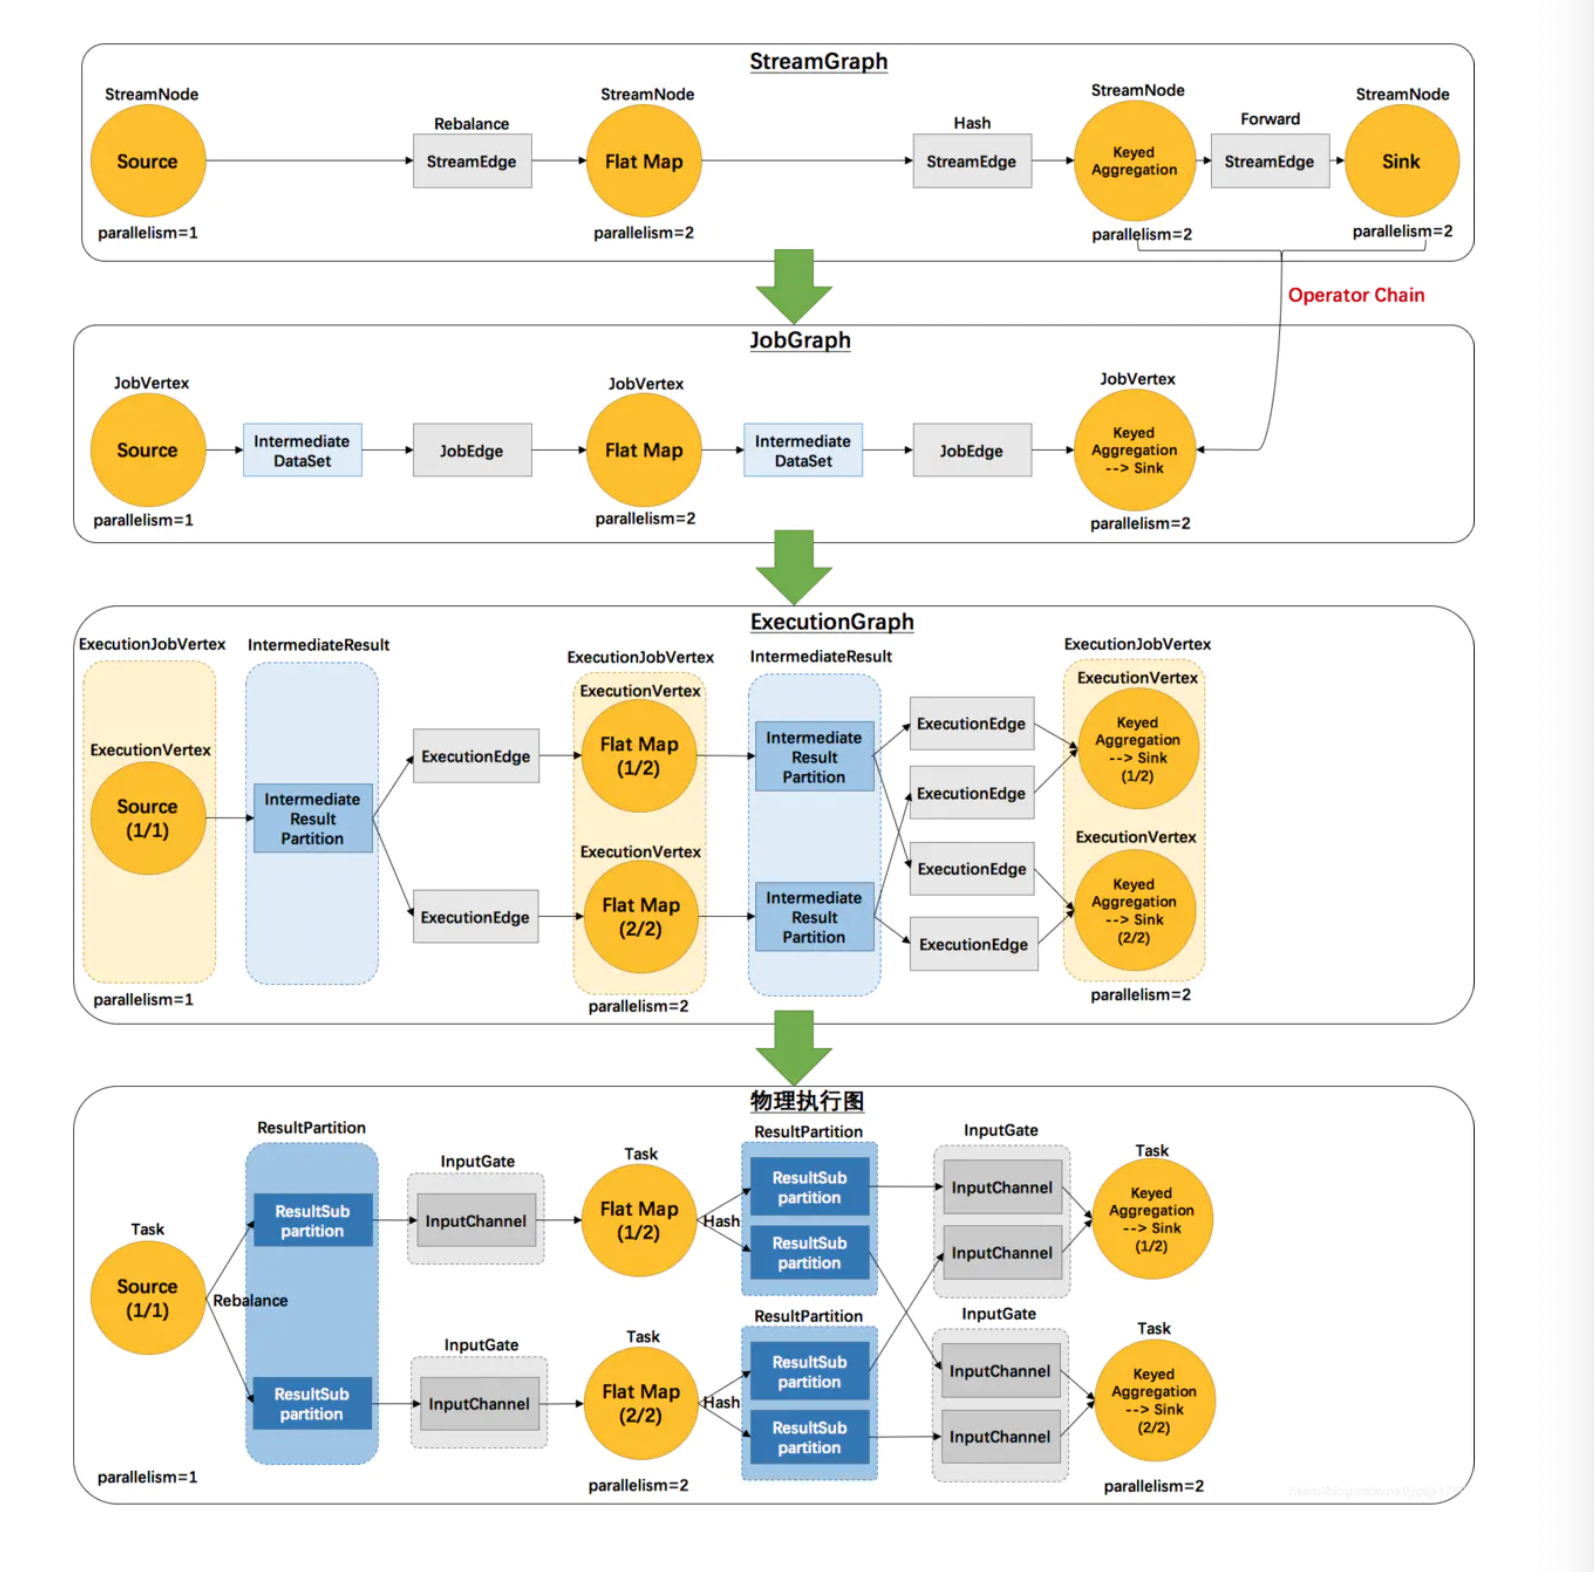 StreamGraph
StreamNode
StreamNode
StreamNode
StreamNode
Rebalance
Hash
Forward
Source
StreamEdge
Flat Map
StreamEdge
Keyed
Aggregation
StreamEdge
Sink
parallelism=1
parallelism=2
parallelism=2
parallelism=2
Operator Chain
JobGraph
JobVertex
JobVertex
JobVertex
Source
Intermediate
DataSet
JobEdge
Flat Map
Intermediate
DataSet
JobEdge
Keyed
Aggregation
--> Sink
parallelism=1
parallelism=2
parallelism=2
ExecutionGraph
ExecutionJobVertex
IntermediateResult
ExecutionJobVertex
IntermediateResult
ExecutionJobVertex
ExecutionVertex
Source
(1/1)
Intermediate
Result
Partition
ExecutionEdge
ExecutionEdge
ExecutionVertex
Flat Map
(1/2)
ExecutionVertex
Flat Map
(2/2)
Intermediate
Result
Partition
Intermediate
Result
Partition
ExecutionEdge
ExecutionEdge
ExecutionEdge
ExecutionEdge
ExecutionVertex
Keyed
Aggregation
--> Sink
(1/2)
ExecutionVertex
Keyed
Aggregation
--> Sink
(2/2)
parallelism=1
parallelism=2
parallelism=2
物理执行图
Task
Source
(1/1)
Rebalance
ResultPartition
ResultSub
partition
ResultSub
partition
InputGate
InputChannel
InputGate
InputChannel
Task
Flat Map
(1/2)
Hash
Task
Flat Map
(2/2)
Hash
ResultPartition
ResultSub
partition
ResultSub
partition
ResultPartition
ResultSub
partition
ResultSub
partition
InputGate
InputChannel
InputChannel
InputGate
InputChannel
InputChannel
Task
Keyed
Aggregation
--> Sink
(1/2)
Task
Keyed
Aggregation
--> Sink
(2/2)
parallelism=1
parallelism=2
parallelism=2